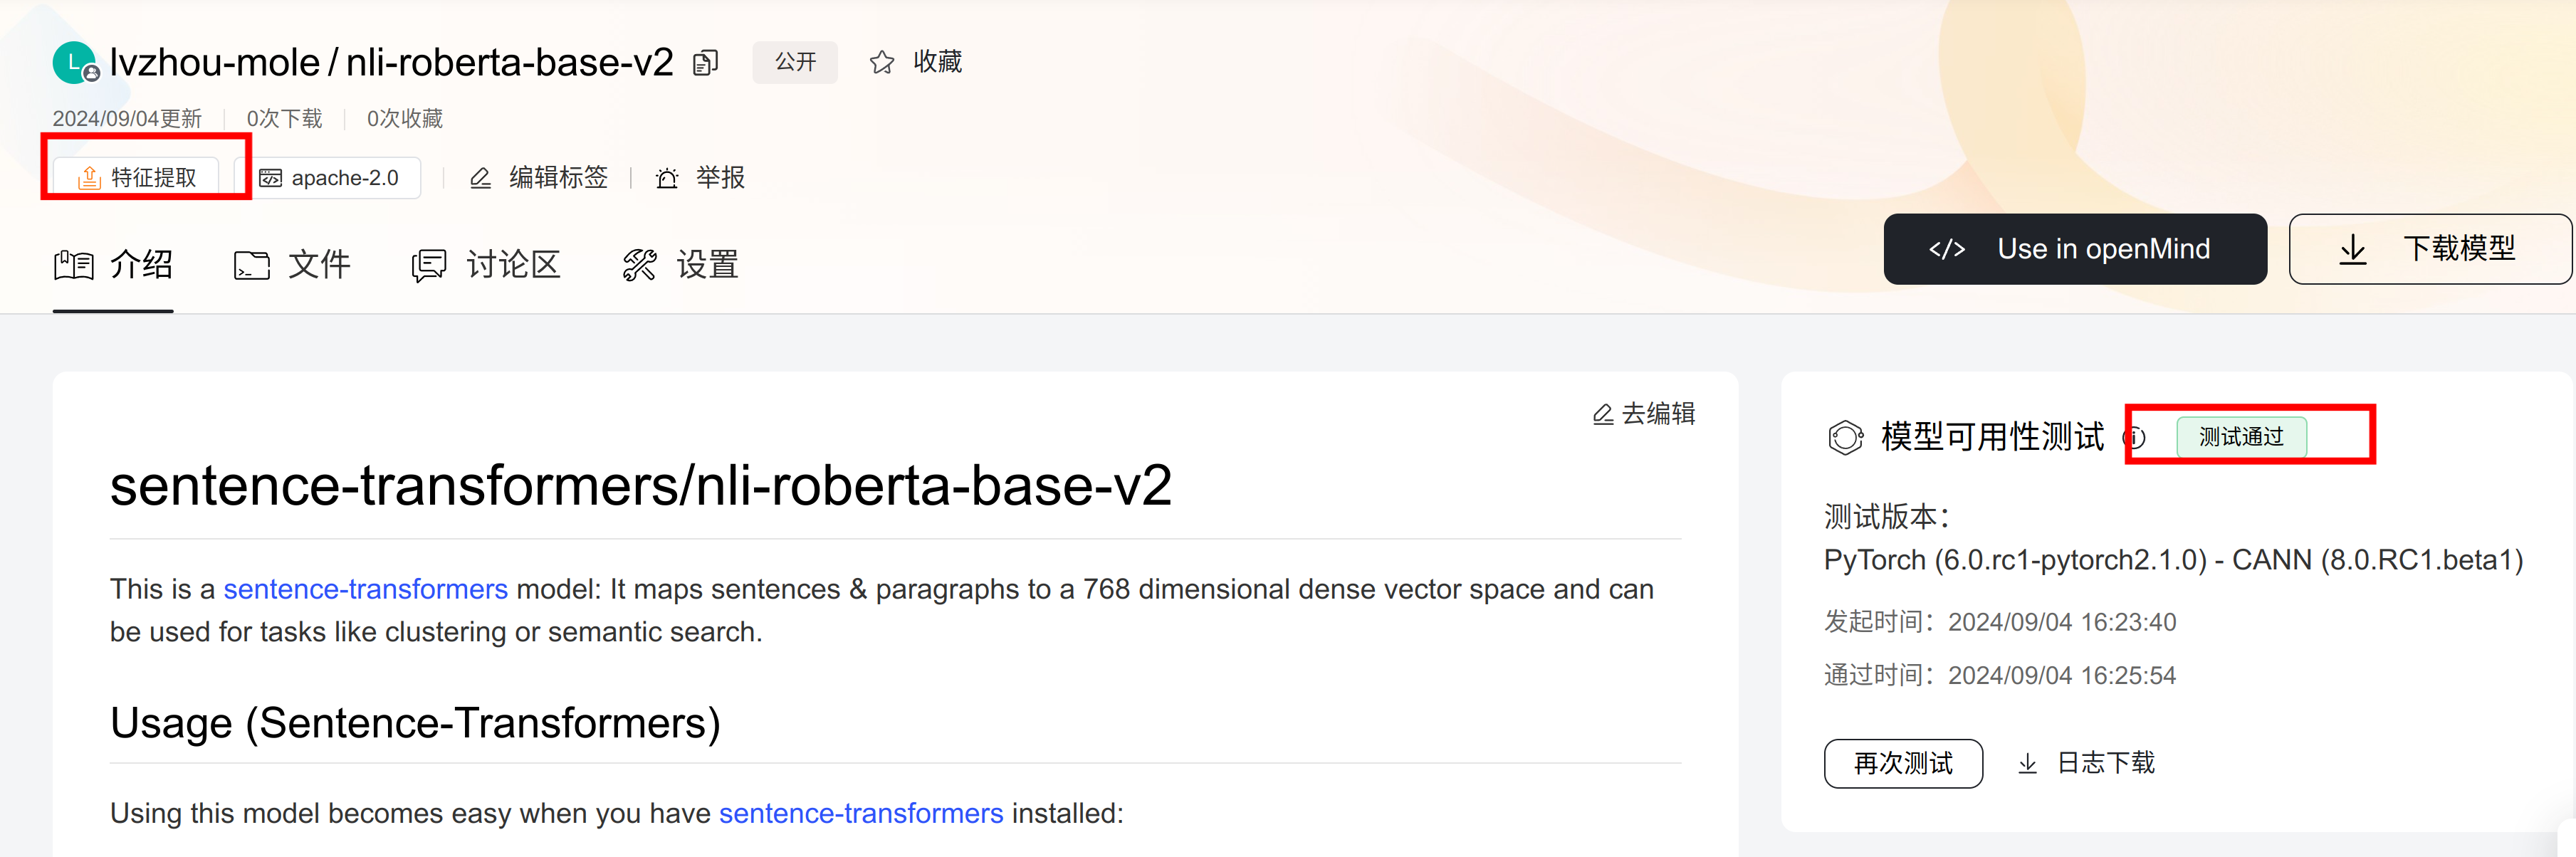 L lvzhou-mole / nli-roberta-base-v2 公开 收藏
2024/09/04更新 0次下载 0次收藏
特征提取 apache-2.0 编辑标签 举报
介绍 文件 讨论区 设置
</> Use in openMind 下载模型
去编辑
sentence-transformers/nli-roberta-base-v2
This is a sentence-transformers model: It maps sentences & paragraphs to a 768 dimensional dense vector space and can
be used for tasks like clustering or semantic search.
Usage (Sentence-Transformers)
Using this model becomes easy when you have sentence-transformers installed:
模型可用性测试 测试通过
测试版本：
PyTorch (6.0.rc1-pytorch2.1.0) - CANN (8.0.RC1.beta1)
发起时间：2024/09/04 16:23:40
通过时间：2024/09/04 16:25:54
再次测试 日志下载